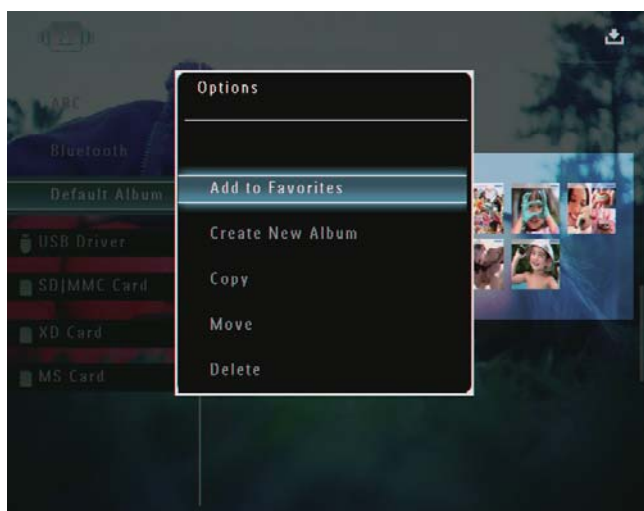 Options
Add to Favorites
Create New Album
Copy
Move
Delete
ABC
Bluetooth
Default Album
USB Driver
SD|MMC Card
XD Card
MS Card